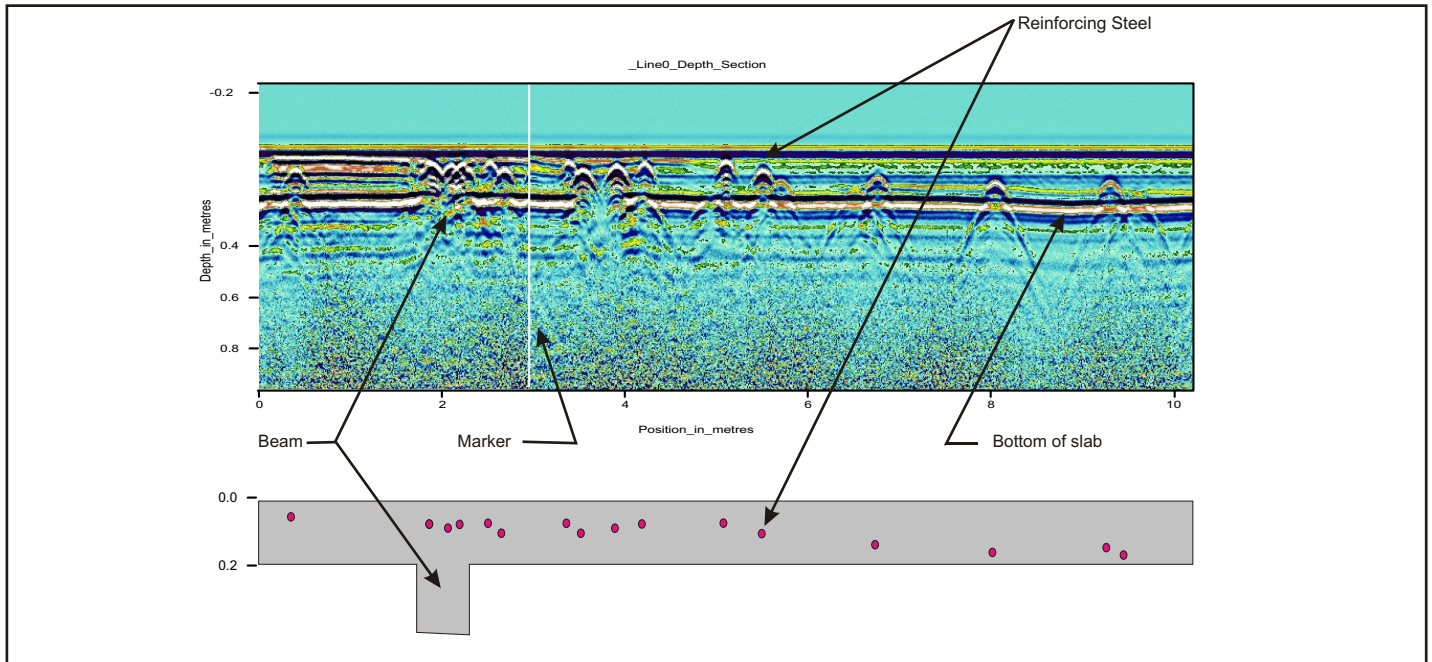 Reinforcing Steel
_Line0_Depth_Section
-0.2
Depth_in_metres
0.4
0.6
0.8
0 2 4 6 8 10
Position_in_metres
Beam
Marker
Bottom of slab
0.0
0.2